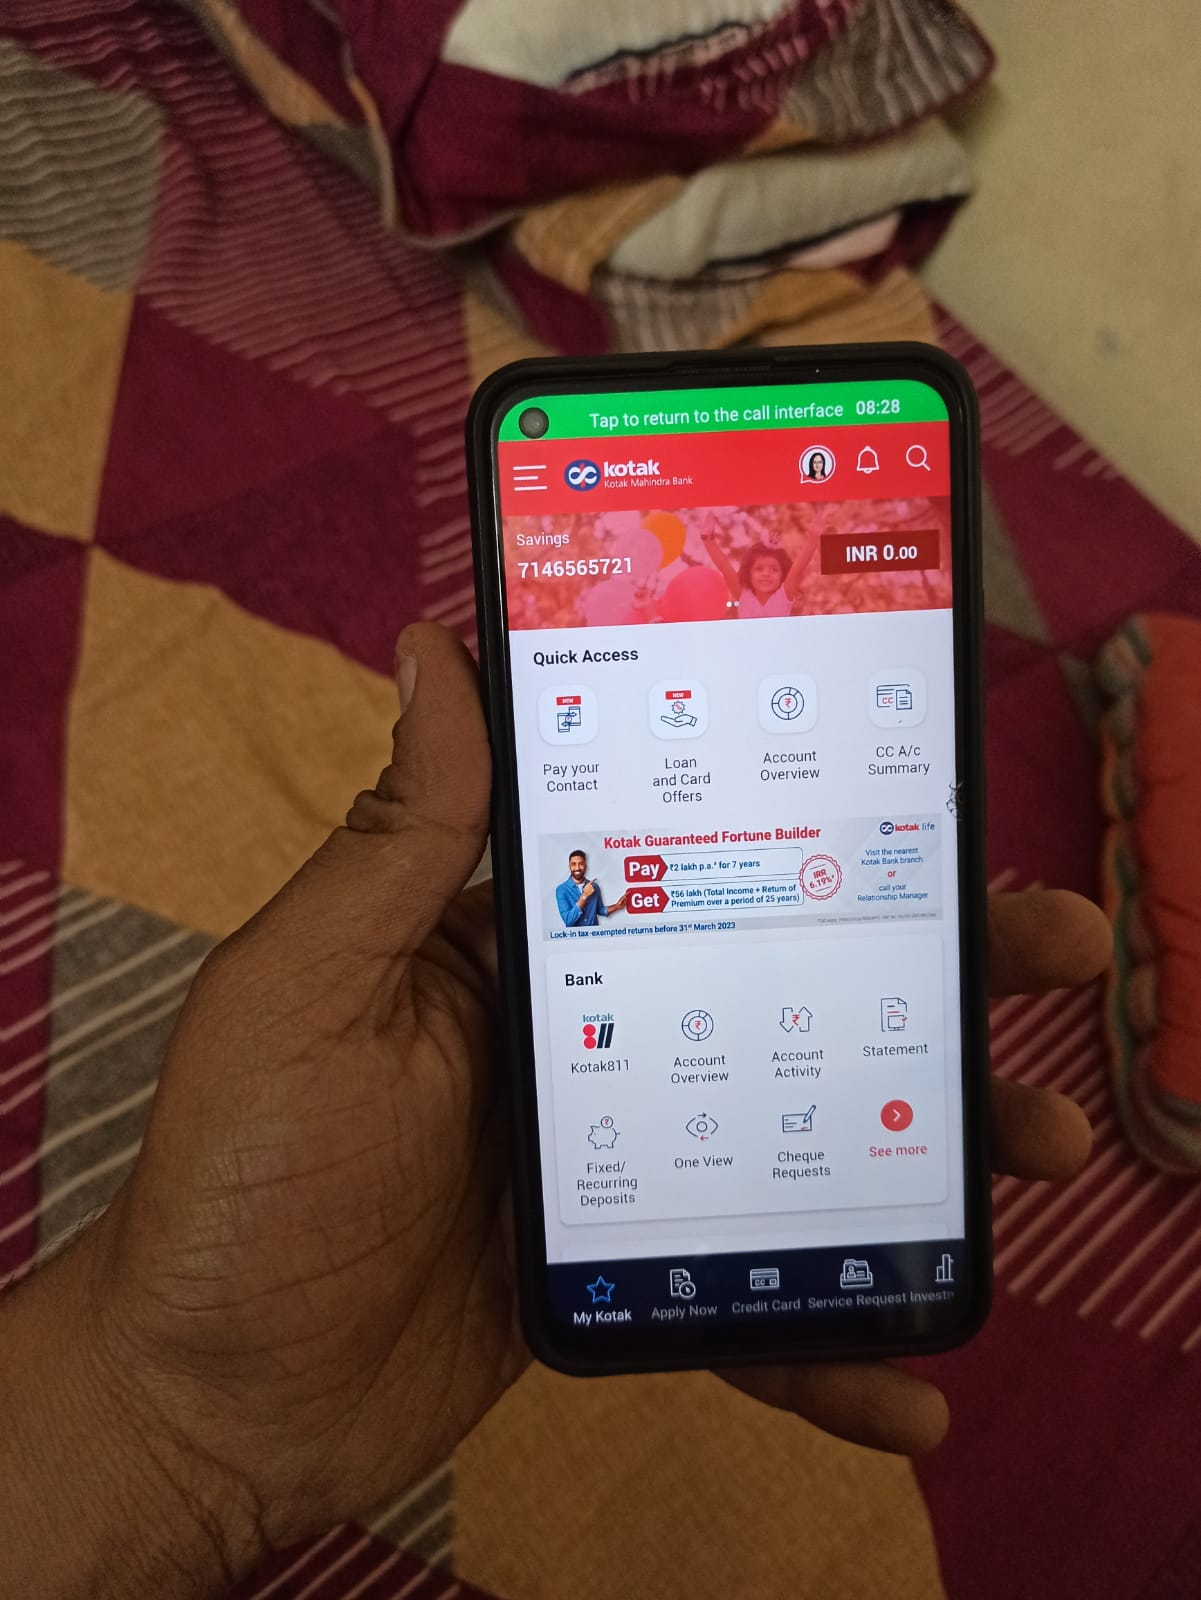 Tap to return to the call interface 08:28
kotak
Kotak Mahindra Bank
Savings
7146565721
INR 0.00
Quick Access
NEW
NEW
CC
Pay your
Contact
Loan
and Card
Offers
Account
Overview
CC A/c
Summary
Kotak Guaranteed Fortune Builder
kotak life
Pay ₹2 lakh p.a.* for 7 years
Get ₹56 lakh (Total Income + Return of
Premium over a period of 25 years)
IRR
6.19%*
Visit the nearest
Kotak Bank branch
or
call your
Relationship Manager
Lock-in tax-exempted returns before 31st March 2023
Bank
kotak
811
Kotak811
Account
Overview
Account
Activity
Statement
Fixed/
Recurring
Deposits
One View
Cheque
Requests
See more
CC
My Kotak
Apply Now
Credit Card
Service Request
Investm